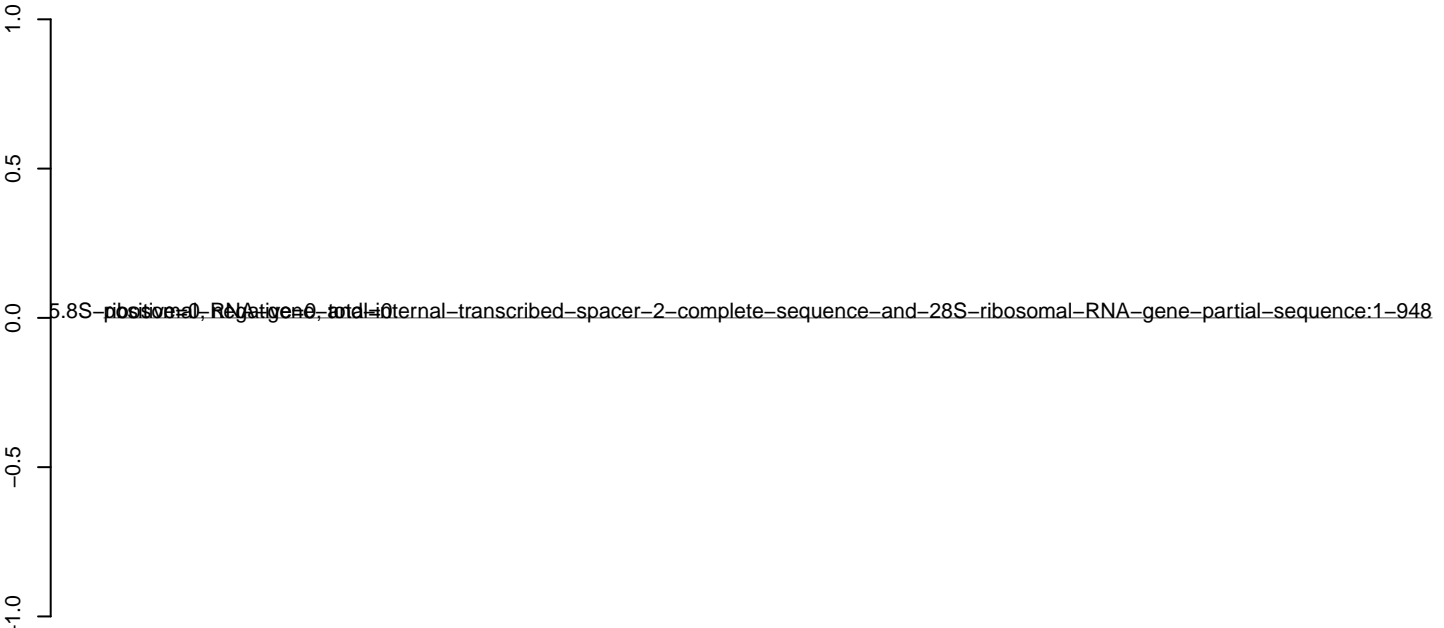 1.0
0.5
0.0
5.8S−ribosomal−RNA−gene−and−internal−transcribed−spacer−2−complete−sequence−and−28S−ribosomal−RNA−gene−partial−sequence:1−948
positive=0, negative=0, total=0
−0.5
−1.0